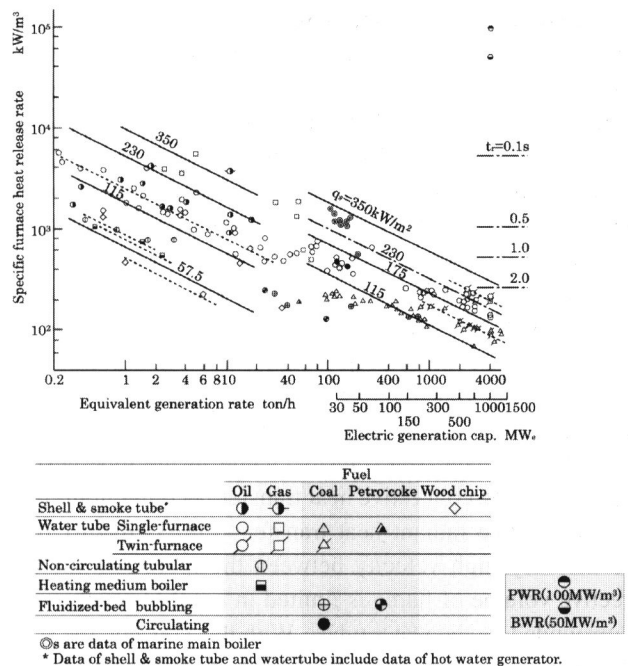 Specific furnace heat release rate kW/m³
10⁵
10⁴
10³
10²
350
230
115
57.5
qₑ=350kW/m²
230
175
115
tᵣ=0.1s
0.5
1.0
2.0
0.2 1 2 4 6 8 10 40 100 400 1000 4000
Equivalent generation rate ton/h
30 50 100 300 1000 1500
150 500
Electric generation cap. MWₑ
Fuel
Oil Gas Coal Petro-coke Wood chip
Shell & smoke tube*
Water tube Single-furnace
Twin-furnace
Non-circulating tubular
Heating medium boiler
Fluidized-bed bubbling
Circulating
PWR(100MW/m³)
BWR(50MW/m³)
◎s are data of marine main boiler
* Data of shell & smoke tube and watertube include data of hot water generator.